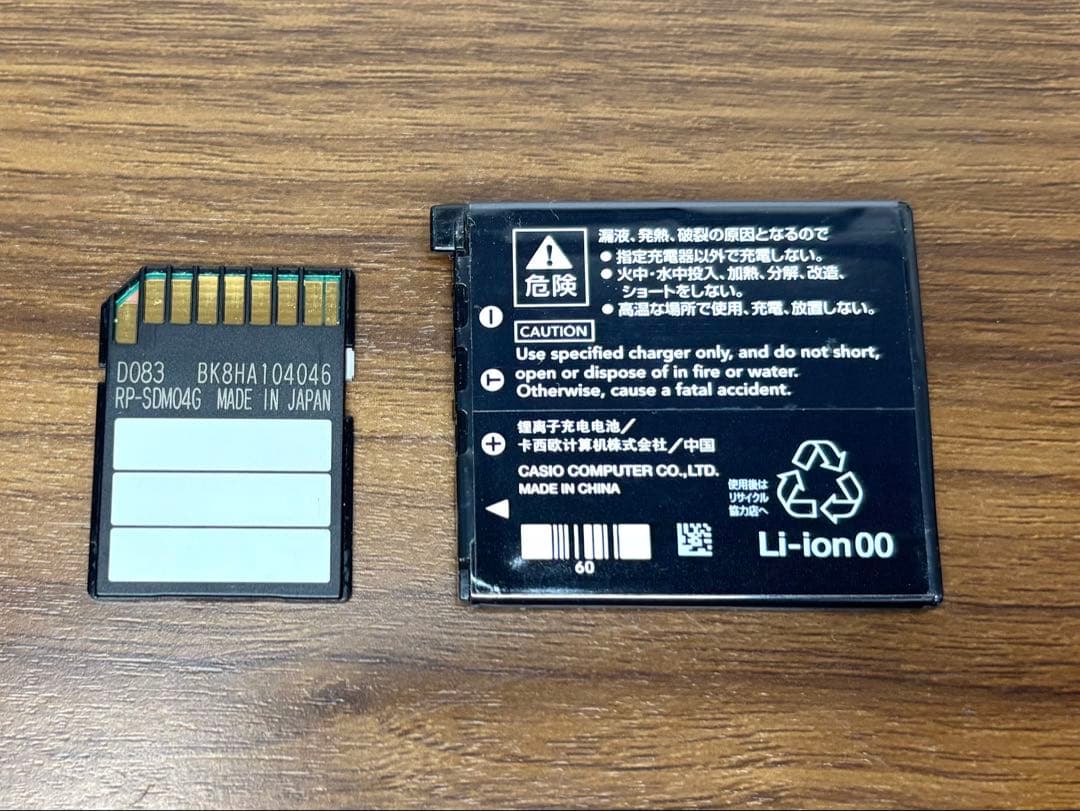 D083 BK8HA104046
RP-SDM04G MADE IN JAPAN
危険
漏液、発熱、破裂の原因となるので
●指定充電器以外で充電しない。
●火中・水中投入、加熱、分解、改造、
ショートをしない。
●高温な場所で使用、充電、放置しない。
CAUTION
Use specified charger only, and do not short,
open or dispose of in fire or water.
Otherwise, cause a fatal accident.
−
T
+
锂离子充电电池/
卡西欧计算机株式会社/中国
CASIO COMPUTER CO.,LTD.
MADE IN CHINA
60
使用後は
リサイクル
協力店へ
Li-ion00